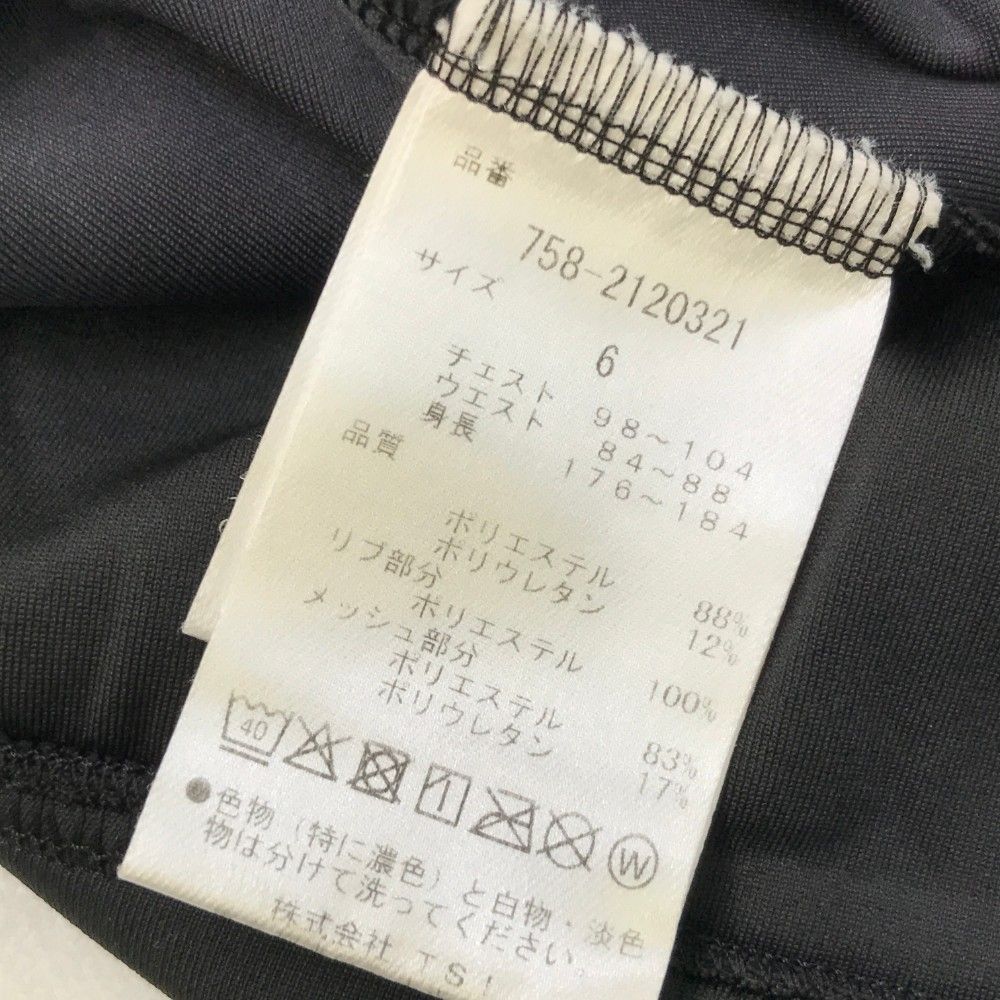 品番
758-2120321
サイズ
6
チェスト 98～104
ウエスト 84～88
身長 176～184
品質
ポリエステル 88%
ポリウレタン 12%
リブ部分
ポリエステル 100%
メッシュ部分
ポリエステル 83%
ポリウレタン 17%
40 W
●色物（特に濃色）と白物・淡色
物は分けて洗ってください。
株式会社 TSI